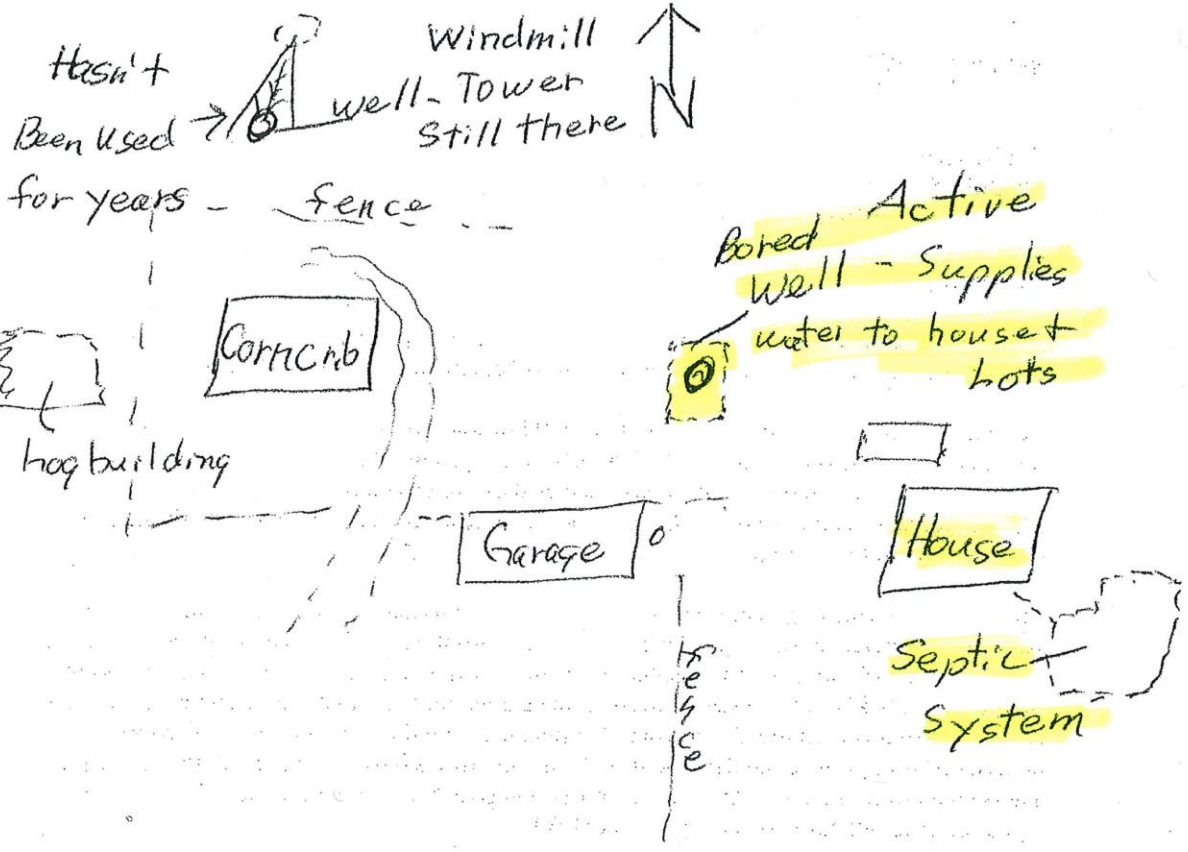 Hasn't
Been Used
for years
well - Tower
Windmill
Still there
N
fence
Active
Bored
Well - Supplies
water to house +
Lots
Corncrib
hog building
Garage
House
fence
Septic
System